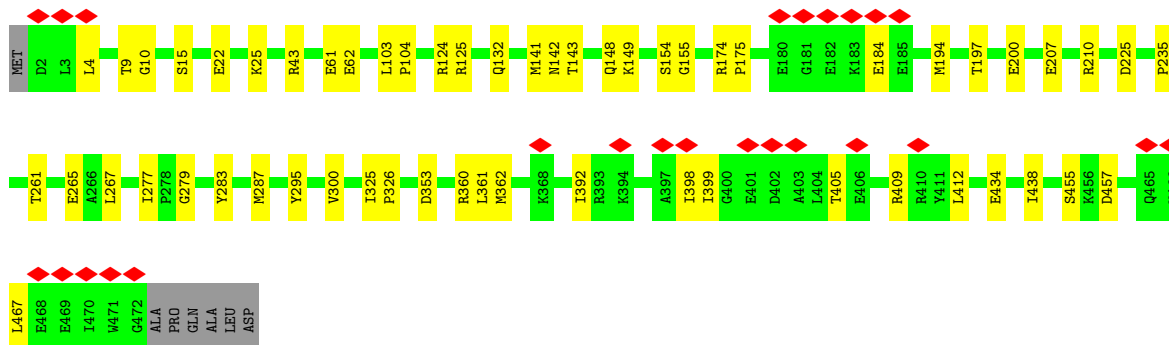 MET D2 L3 L4 T9 G10 S15 E22 K25 R43 E61 E62 L103 P104 R124 R125 Q132 M141 N142 T143 Q148 K149 S154 G155 R174 P175 E180 G181 E182 K183 E184 E185 M194 T197 E200 E207 R210 D225 P235
T261 E265 A266 L267 I277 P278 G279 Y283 M287 Y295 V300 I325 P326 D353 R360 L361 M362 K368 I392 R393 K394 A397 I398 I399 G400 E401 D402 A403 L404 T405 E406 R409 R410 Y411 L412 E434 I438 S455 K456 D457 Q465
L467 E468 E469 I470 W471 G472 ALA PRO GLN ALA LEU ASP